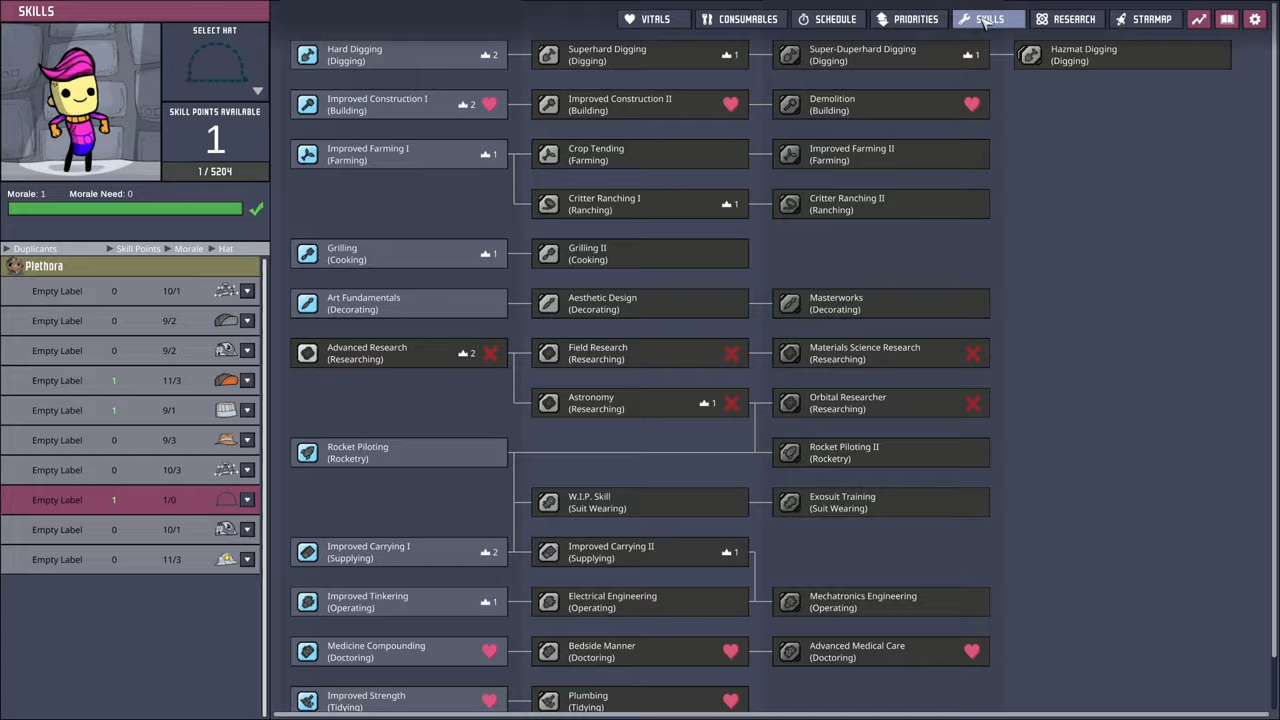 SKILLS
VITALS
CONSUMABLES
SCHEDULE
PRIORITIES
SKILLS
RESEARCH
STARMAP
SELECT HAT
SKILL POINTS AVAILABLE
1
1 / 5204
Morale: 1 Morale Need: 0
Duplicants Skill Points Morale Hat
Plethora
Empty Label 0 10/1
Empty Label 0 9/2
Empty Label 0 9/2
Empty Label 1 11/3
Empty Label 1 9/1
Empty Label 0 9/3
Empty Label 0 10/3
Empty Label 1 1/0
Empty Label 0 10/1
Empty Label 0 11/3
Hard Digging
(Digging)
2
Superhard Digging
(Digging)
1
Super-Duperhard Digging
(Digging)
1
Hazmat Digging
(Digging)
Improved Construction I
(Building)
2
Improved Construction II
(Building)
Demolition
(Building)
Improved Farming I
(Farming)
1
Crop Tending
(Farming)
Improved Farming II
(Farming)
Critter Ranching I
(Ranching)
1
Critter Ranching II
(Ranching)
Grilling
(Cooking)
1
Grilling II
(Cooking)
Art Fundamentals
(Decorating)
Aesthetic Design
(Decorating)
Masterworks
(Decorating)
Advanced Research
(Researching)
2
Field Research
(Researching)
Materials Science Research
(Researching)
Astronomy
(Researching)
1
Orbital Researcher
(Researching)
Rocket Piloting
(Rocketry)
Rocket Piloting II
(Rocketry)
W.I.P. Skill
(Suit Wearing)
Exosuit Training
(Suit Wearing)
Improved Carrying I
(Supplying)
2
Improved Carrying II
(Supplying)
1
Improved Tinkering
(Operating)
1
Electrical Engineering
(Operating)
Mechatronics Engineering
(Operating)
Medicine Compounding
(Doctoring)
Bedside Manner
(Doctoring)
Advanced Medical Care
(Doctoring)
Improved Strength
(Tidying)
Plumbing
(Tidying)